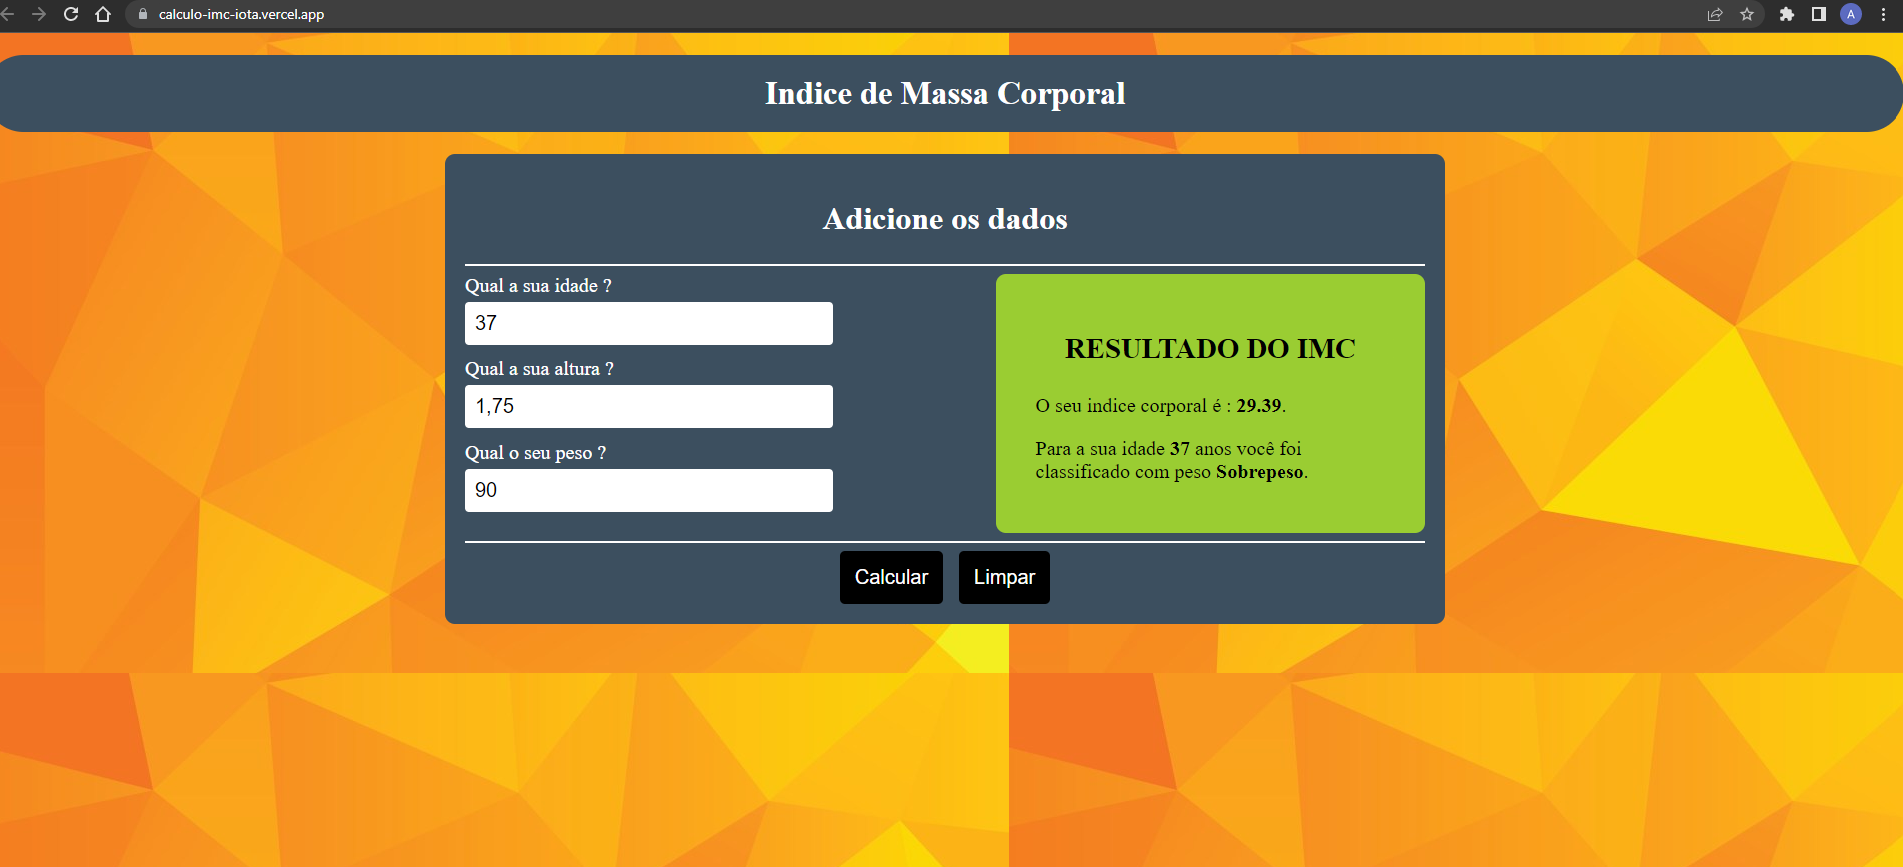 calculo-imc-iota.vercel.app
A
Indice de Massa Corporal
Adicione os dados
Qual a sua idade ?
37
Qual a sua altura ?
1,75
Qual o seu peso ?
90
RESULTADO DO IMC
O seu indice corporal é : 29.39.
Para a sua idade 37 anos você foi
classificado com peso Sobrepeso.
Calcular
Limpar